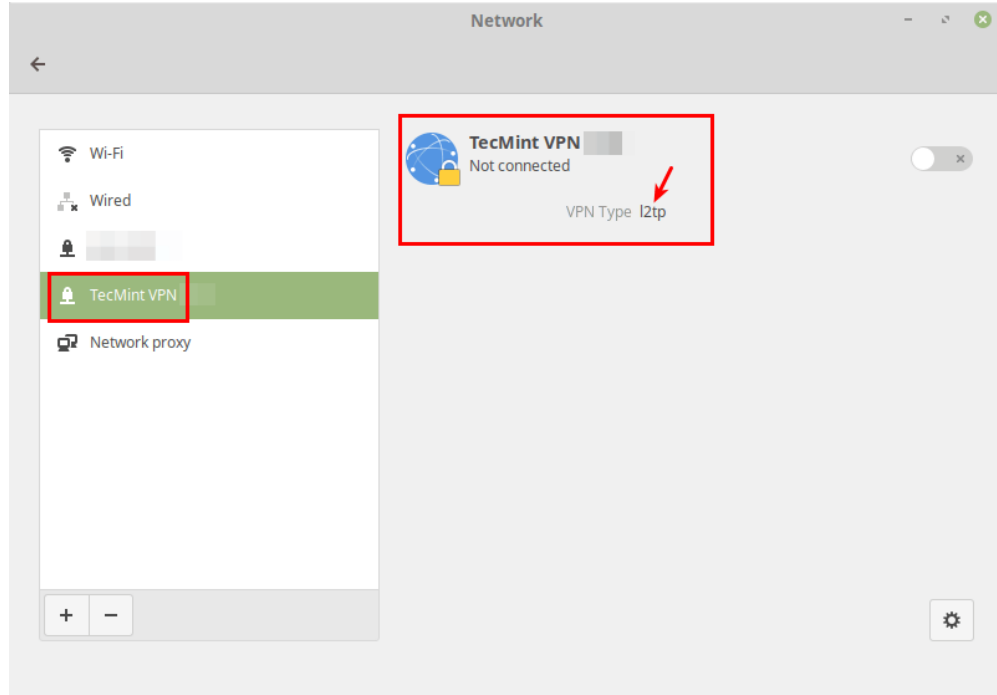 Network
Wi-Fi
Wired
TecMint VPN
Network proxy
TecMint VPN
Not connected
VPN Type l2tp